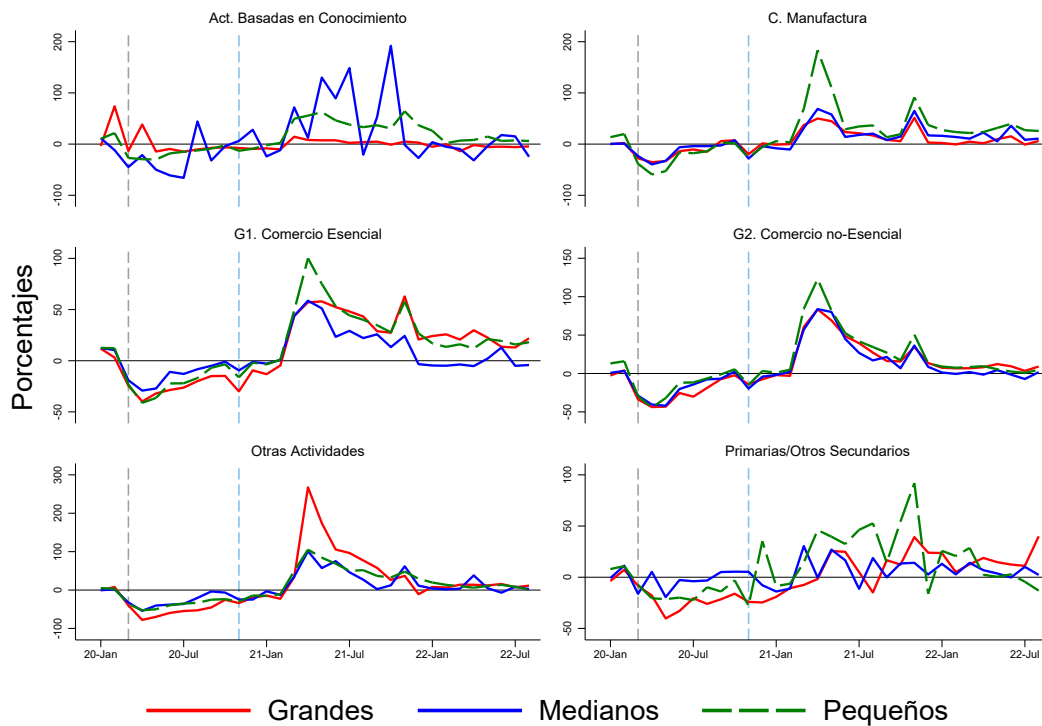 Act. Basadas en Conocimiento
C. Manufactura
200
100
0
-100
200
100
0
-100
G1. Comercio Esencial
G2. Comercio no-Esencial
Porcentajes
100
50
0
-50
150
100
50
0
-50
Otras Actividades
Primarias/Otros Secundarios
300
200
100
0
-100
100
50
0
-50
20-Jan 20-Jul 21-Jan 21-Jul 22-Jan 22-Jul
20-Jan 20-Jul 21-Jan 21-Jul 22-Jan 22-Jul
Grandes Medianos Pequeños